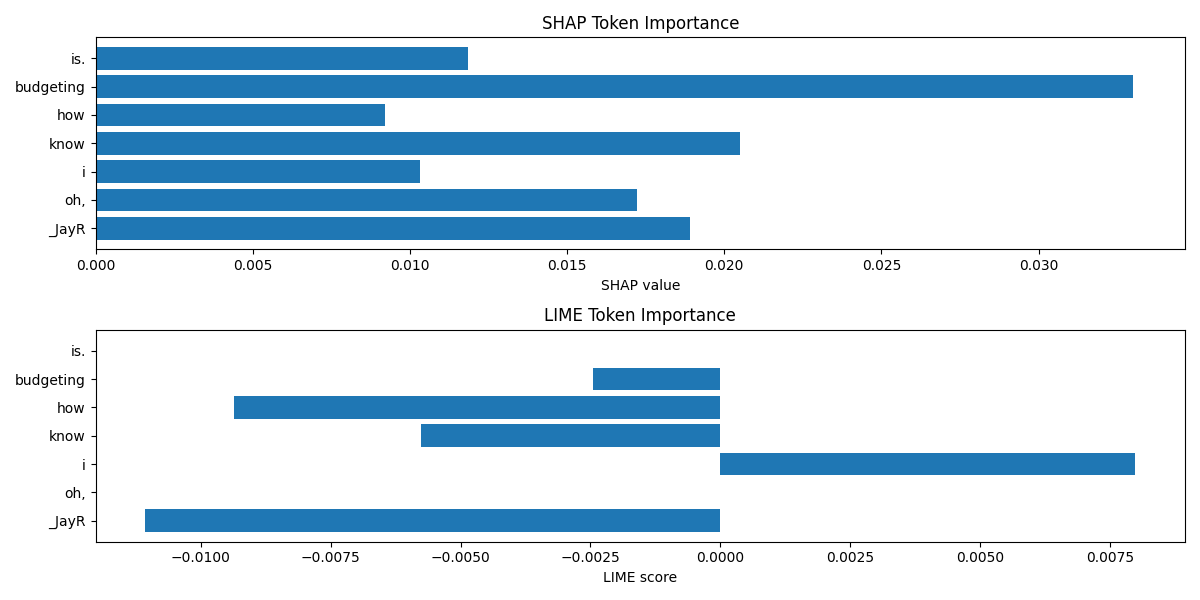 SHAP Token Importance
is.
budgeting
how
know
i
oh,
_JayR
0.000 0.005 0.010 0.015 0.020 0.025 0.030
SHAP value
LIME Token Importance
is.
budgeting
how
know
i
oh,
_JayR
−0.0100 −0.0075 −0.0050 −0.0025 0.0000 0.0025 0.0050 0.0075
LIME score